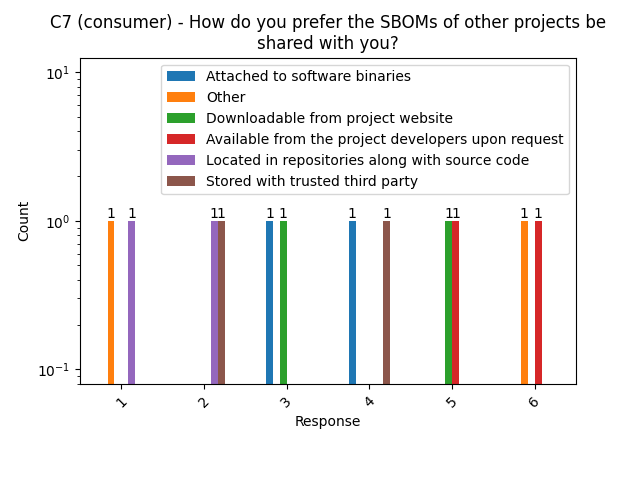 C7 (consumer) - How do you prefer the SBOMs of other projects be
shared with you?
10¹
Attached to software binaries
Other
Downloadable from project website
Available from the project developers upon request
Located in repositories along with source code
Stored with trusted third party
1 1 1 1 1 1 1 1 1 1 1 1
10⁰
Count
10⁻¹
1 2 3 4 5 6
Response